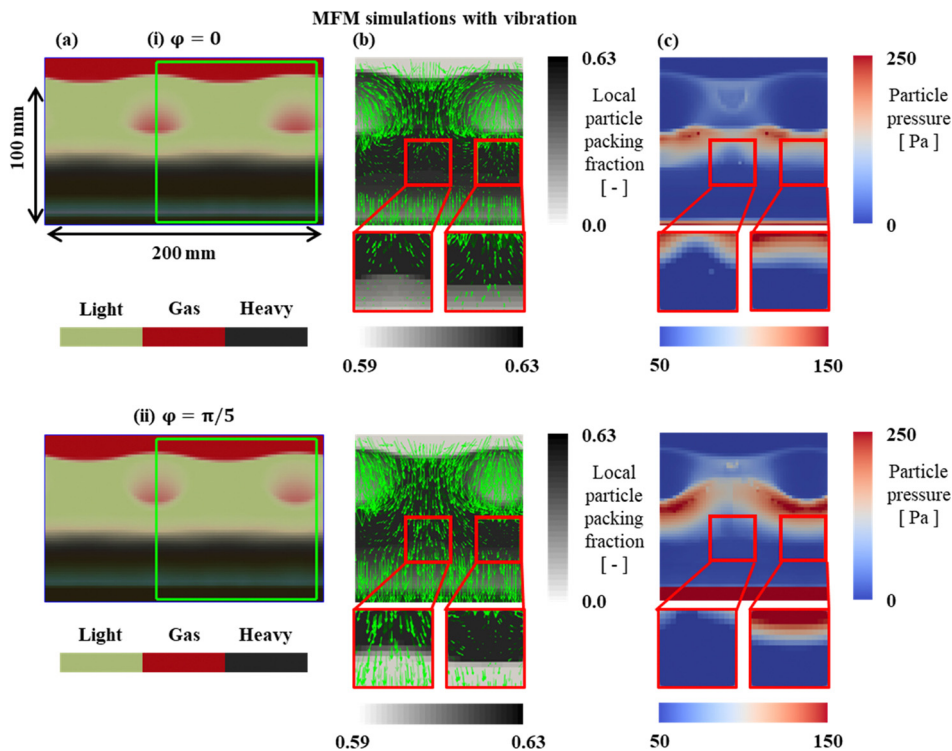 MFM simulations with vibration
(a)
(i) φ = 0
(b)
(c)
100 mm
200 mm
Light Gas Heavy
0.63
Local
particle
packing
fraction
[ - ]
0.0
0.59 0.63
250
Particle
pressure
[ Pa ]
0
50 150
(ii) φ = π/5
Light Gas Heavy
0.63
Local
particle
packing
fraction
[ - ]
0.0
0.59 0.63
250
Particle
pressure
[ Pa ]
0
50 150